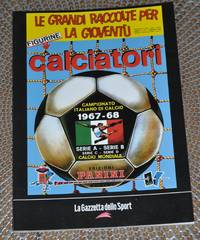 LE GRANDI RACCOLTE PER
LA GIOVENTÙ
FIGURINE
calciatori
CAMPIONATO
ITALIANO DI CALCIO
1967-68
SERIE A - SERIE B
SERIE C - SERIE D
CALCIO MONDIALE
EDIZIONI
PANINI
La Gazzetta dello Sport